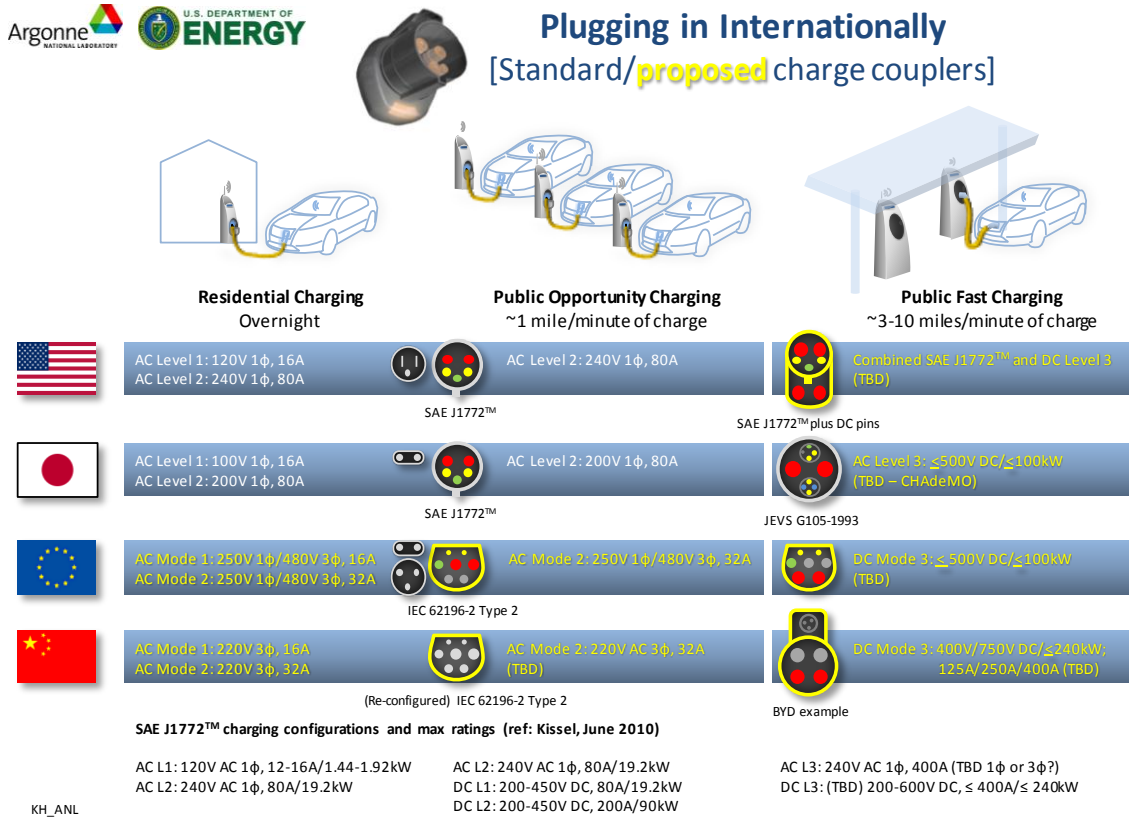 Argonne
NATIONAL LABORATORY
U.S. DEPARTMENT OF
ENERGY
Plugging in Internationally
[Standard/proposed charge couplers]
Residential Charging
Overnight
Public Opportunity Charging
~1 mile/minute of charge
Public Fast Charging
~3-10 miles/minute of charge
AC Level 1: 120V 1ϕ, 16A
AC Level 2: 240V 1ϕ, 80A
SAE J1772™
AC Level 2: 240V 1ϕ, 80A
Combined SAE J1772™ and DC Level 3
(TBD)
SAE J1772™ plus DC pins
AC Level 1: 100V 1ϕ, 16A
AC Level 2: 200V 1ϕ, 80A
SAE J1772™
AC Level 2: 200V 1ϕ, 80A
AC Level 3: ≤500V DC/≤100kW
(TBD – CHAdeMO)
JEVS G105-1993
AC Mode 1: 250V 1ϕ/480V 3ϕ, 16A
AC Mode 2: 250V 1ϕ/480V 3ϕ, 32A
IEC 62196-2 Type 2
AC Mode 2: 250V 1ϕ/480V 3ϕ, 32A
DC Mode 3: ≤ 500V DC/≤100kW
(TBD)
AC Mode 1: 220V 3ϕ, 16A
AC Mode 2: 220V 3ϕ, 32A
(Re-configured) IEC 62196-2 Type 2
AC Mode 2: 220V AC 3ϕ, 32A
(TBD)
DC Mode 3: 400V/750V DC/≤240kW;
125A/250A/400A (TBD)
BYD example
SAE J1772™ charging configurations and max ratings (ref: Kissel, June 2010)
AC L1: 120V AC 1ϕ, 12-16A/1.44-1.92kW
AC L2: 240V AC 1ϕ, 80A/19.2kW
AC L2: 240V AC 1ϕ, 80A/19.2kW
DC L1: 200-450V DC, 80A/19.2kW
DC L2: 200-450V DC, 200A/90kW
AC L3: 240V AC 1ϕ, 400A (TBD 1ϕ or 3ϕ?)
DC L3: (TBD) 200-600V DC, ≤ 400A/≤ 240kW
KH_ANL